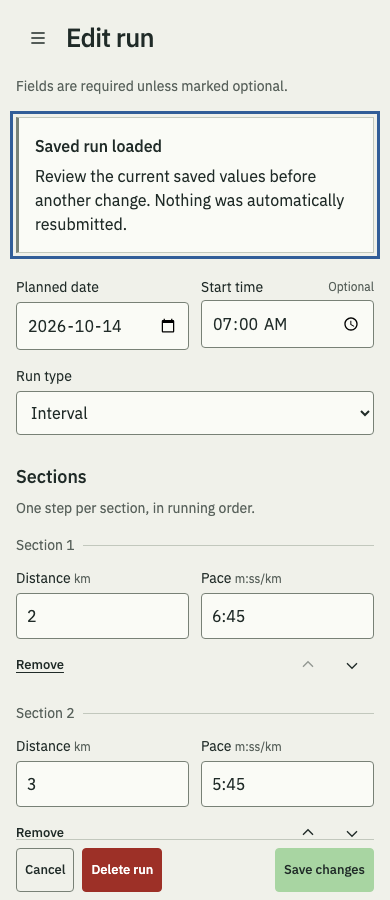 Edit run
Fields are required unless marked optional.
Saved run loaded
Review the current saved values before
another change. Nothing was automatically
resubmitted.
Planned date
Start time Optional
2026-10-14
07:00 AM
Run type
Interval
Sections
One step per section, in running order.
Section 1
Distance km
Pace m:ss/km
2
6:45
Remove
Section 2
Distance km
Pace m:ss/km
3
5:45
Remove
Cancel
Delete run
Save changes